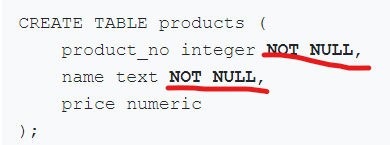 CREATE TABLE products (
    product_no integer NOT NULL,
    name text NOT NULL,
    price numeric
);